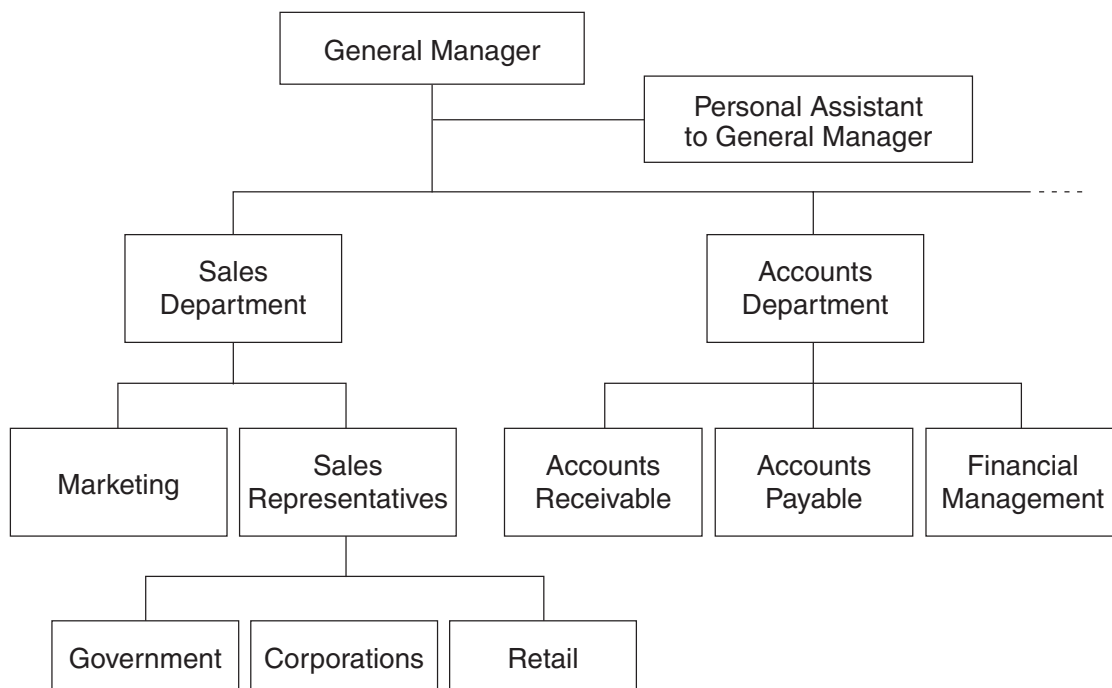 General Manager
Personal Assistant
to General Manager
Sales
Department
Accounts
Department
Marketing
Sales
Representatives
Accounts
Receivable
Accounts
Payable
Financial
Management
Government
Corporations
Retail